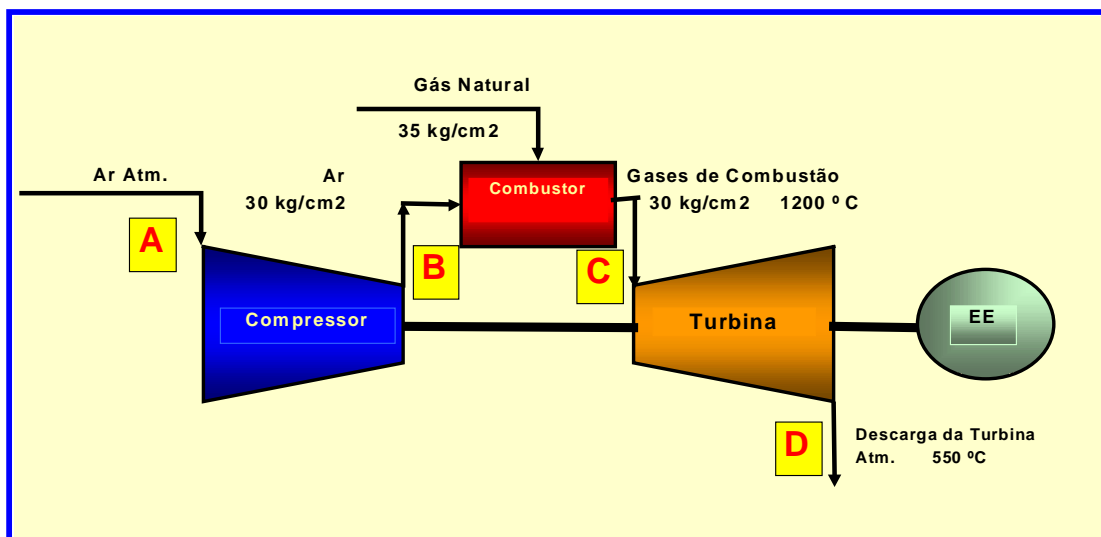 Gás Natural
35 kg/cm2
Ar Atm.
Ar
30 kg/cm2
Combustor
Gases de Combustão
30 kg/cm2 1200 º C
A
B
C
Compressor
Turbina
EE
D
Descarga da Turbina
Atm. 550 ºC